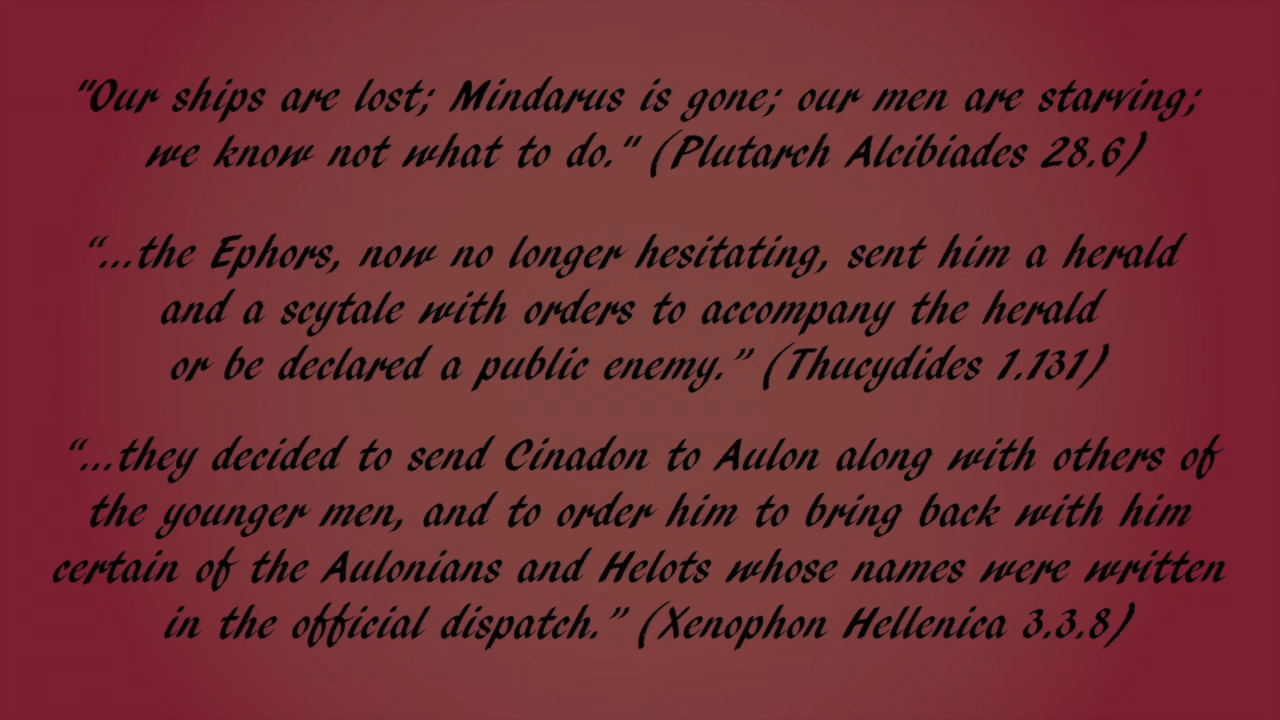 "Our ships are lost; Mindarus is gone; our men are starving;
we know not what to do." (Plutarch Alcibiades 28.6)
“...the Ephors, now no longer hesitating, sent him a herald
and a scytale with orders to accompany the herald
or be declared a public enemy.” (Thucydides 1.131)
“...they decided to send Cinadon to Aulon along with others of
the younger men, and to order him to bring back with him
certain of the Aulonians and Helots whose names were written
in the official dispatch.” (Xenophon Hellenica 3.3.8)